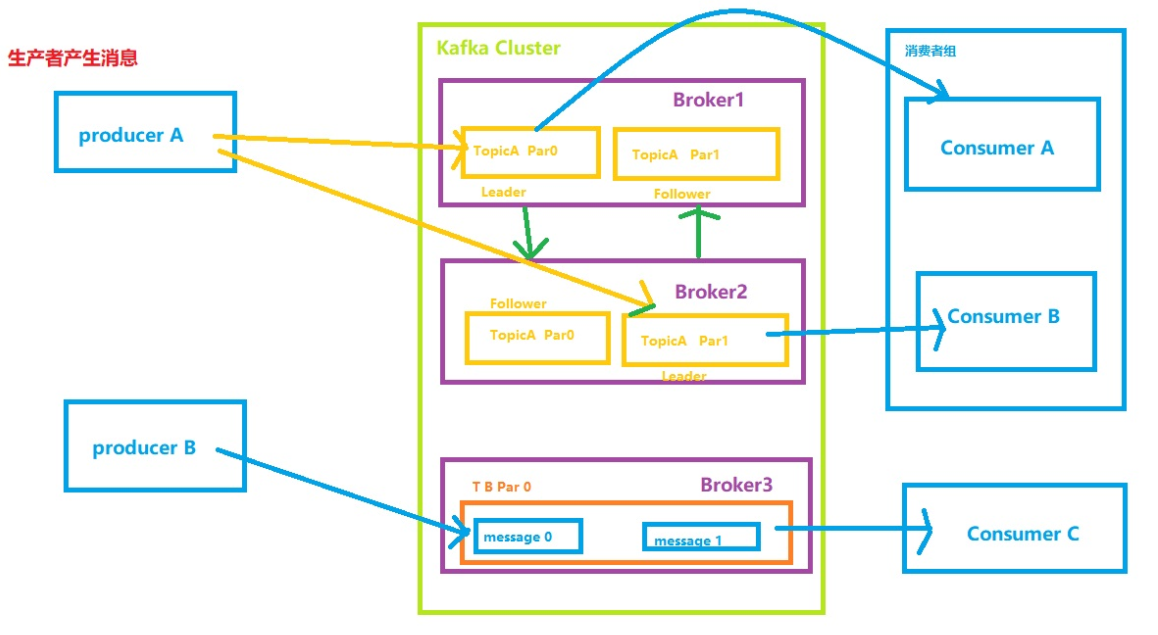 生产者产生消息
producer A
producer B
Kafka Cluster
Broker1
TopicA Par0
TopicA Par1
Leader
Follower
Broker2
Follower
TopicA Par0
TopicA Par1
Leader
Broker3
T B Par 0
message 0
message 1
消费者组
Consumer A
Consumer B
Consumer C